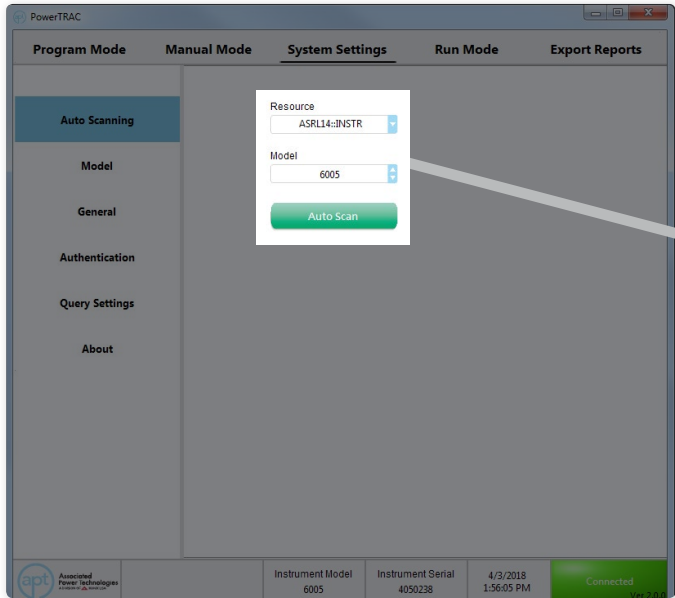 PowerTRAC
Program Mode Manual Mode System Settings Run Mode Export Reports
Auto Scanning
Model
General
Authentication
Query Settings
About
Resource
ASRL14::INSTR
Model
6005
Auto Scan
apt Associated
Power Technologies
Instrument Model
6005
Instrument Serial
4050238
4/3/2018
1:56:05 PM
Connected
Ver 2.0.0